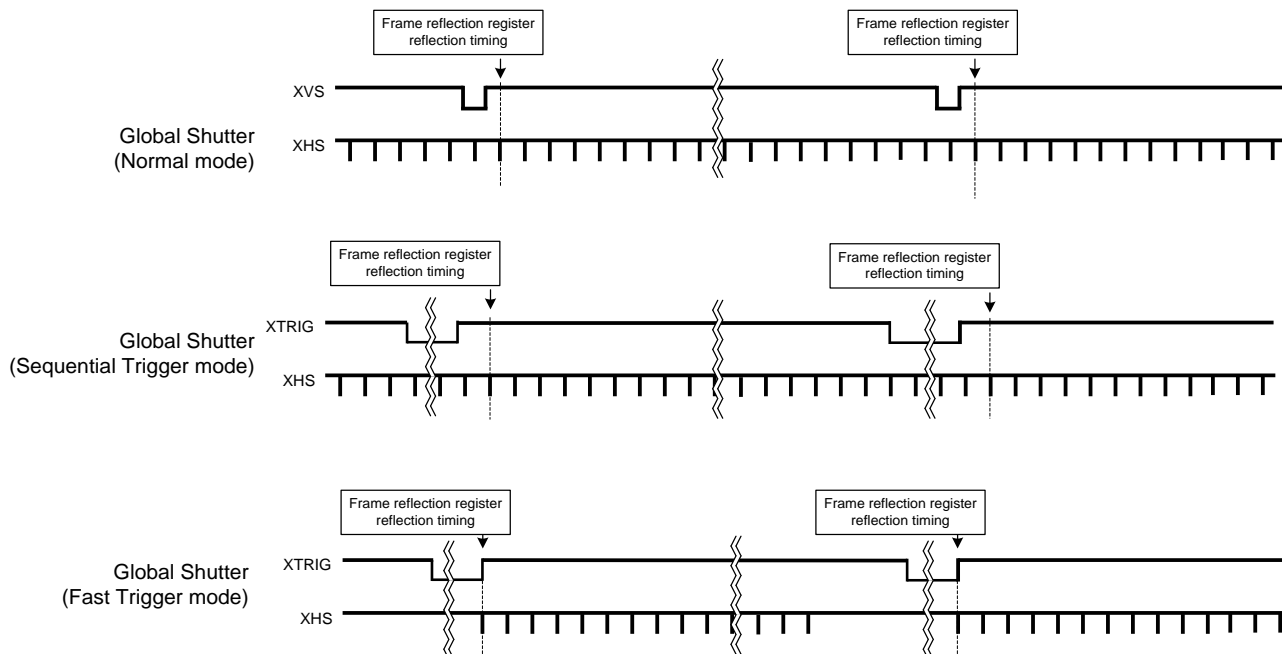 Frame reflection register
reflection timing
Frame reflection register
reflection timing
XVS
Global Shutter
(Normal mode)
XHS
Frame reflection register
reflection timing
Frame reflection register
reflection timing
XTRIG
Global Shutter
(Sequential Trigger mode)
XHS
Frame reflection register
reflection timing
Frame reflection register
reflection timing
XTRIG
Global Shutter
(Fast Trigger mode)
XHS